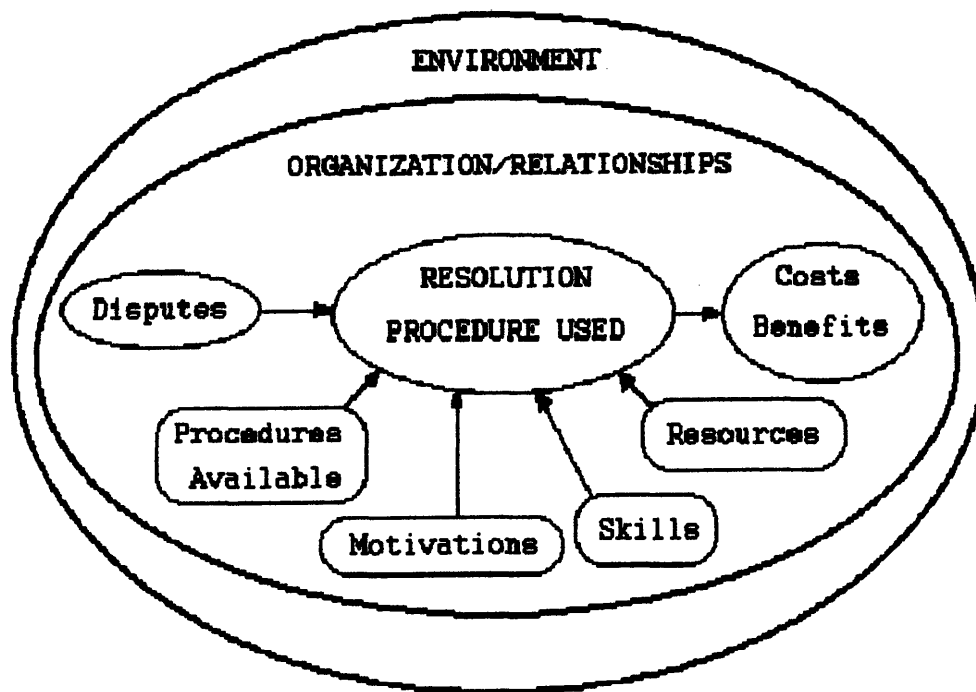 ENVIRONMENT
ORGANIZATION/RELATIONSHIPS
Disputes
RESOLUTION
PROCEDURE USED
Costs
Benefits
Procedures
Available
Motivations
Skills
Resources